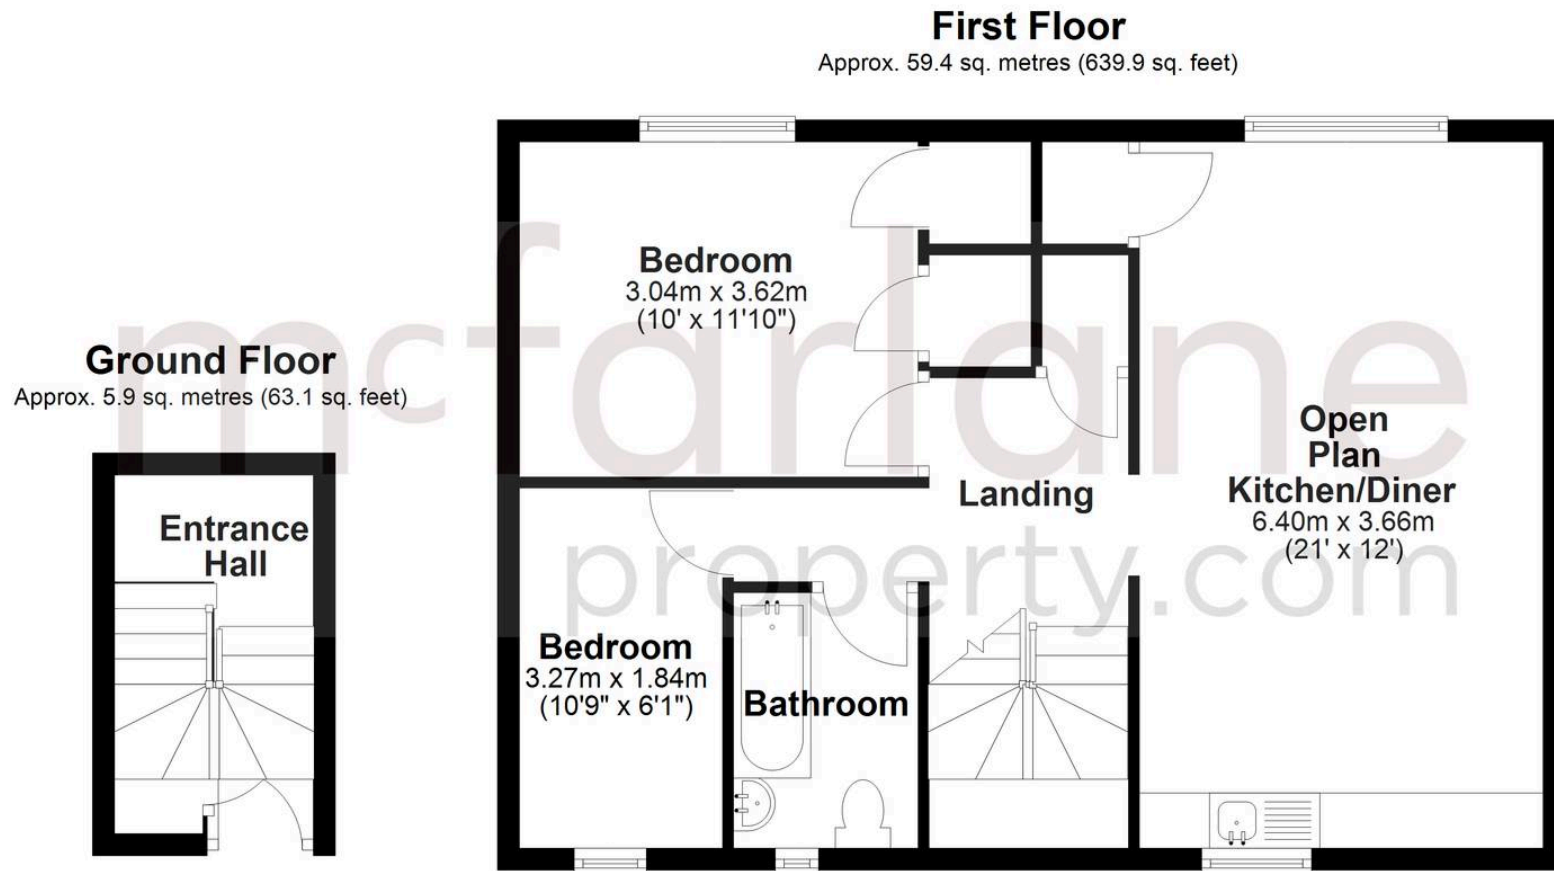 First Floor
Approx. 59.4 sq. metres (639.9 sq. feet)
Bedroom
3.04m x 3.62m
(10' x 11'10")
Ground Floor
Approx. 5.9 sq. metres (63.1 sq. feet)
mcfarlane
property.com
Open
Plan
Kitchen/Diner
6.40m x 3.66m
(21' x 12')
Landing
Entrance
Hall
Bedroom
3.27m x 1.84m
(10'9" x 6'1")
Bathroom